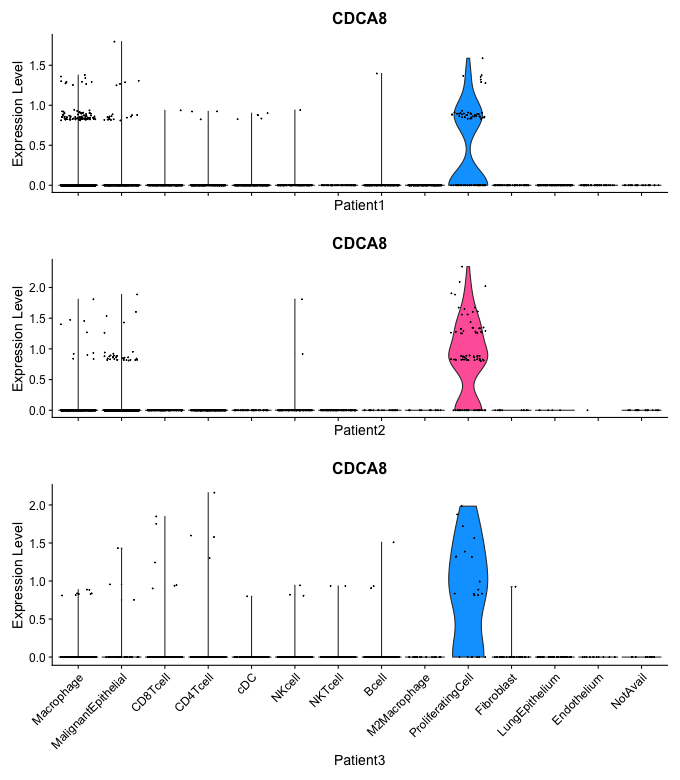 CDCA8
Expression Level
1.5
1.0
0.5
0.0
Patient1
CDCA8
Expression Level
2.0
1.5
1.0
0.5
0.0
Patient2
CDCA8
Expression Level
2.0
1.5
1.0
0.5
0.0
Macrophage
MalignantEpithelial
CD8Tcell
CD4Tcell
cDC
NKcell
NKTcell
Bcell
M2Macrophage
ProliferatingCell
Fibroblast
LungEpithelium
Endothelium
NotAvail
Patient3